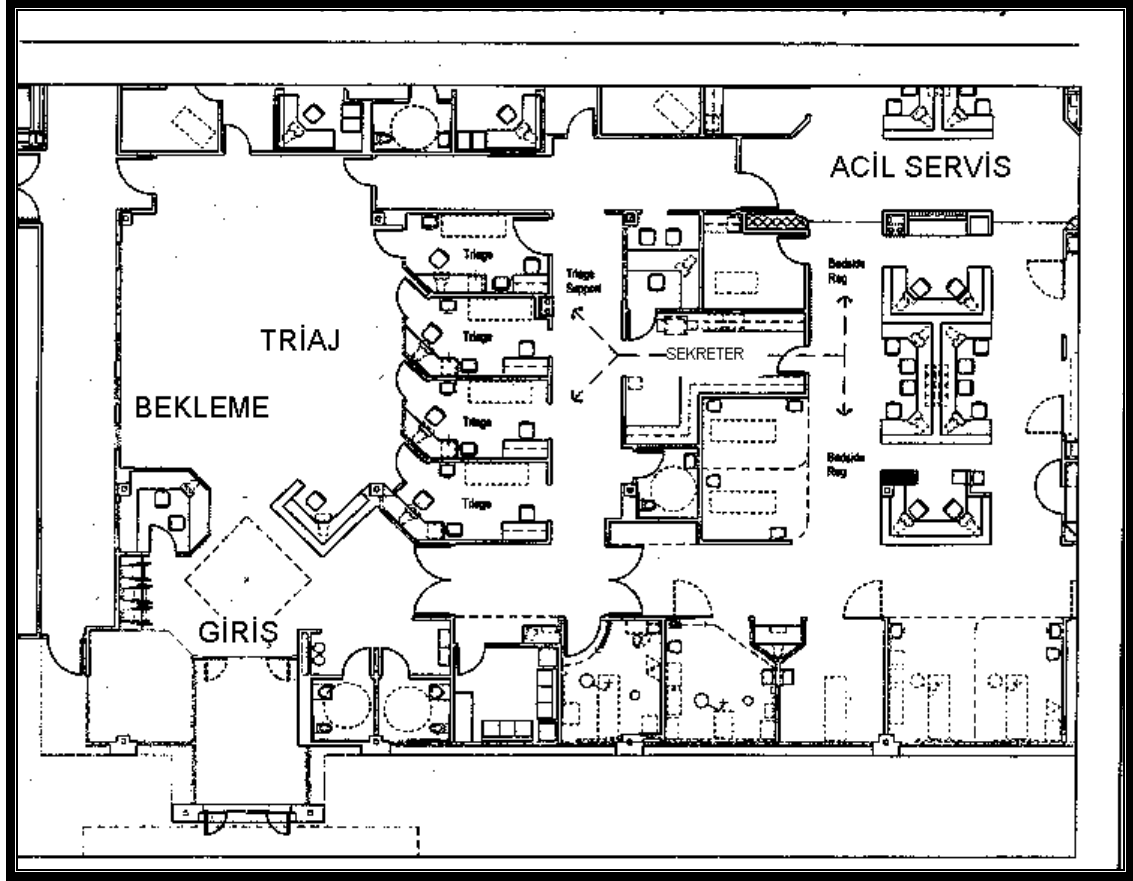 ACİL SERVİS
Triage
Triage
Support
Bedside
Reg
Triage
TRİAJ
SEKRETER
BEKLEME
Triage
Bedside
Reg
Triage
GİRİŞ